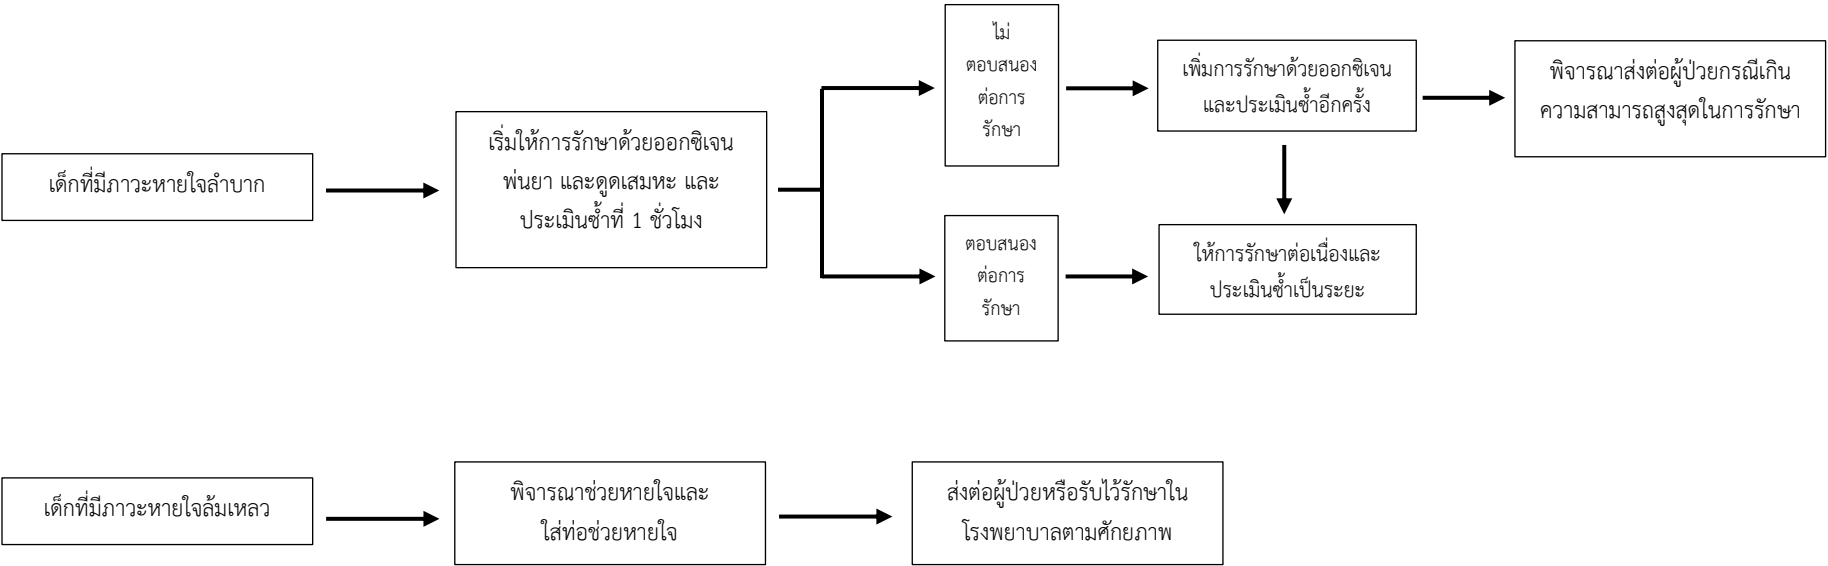 เด็กที่มีภาวะหายใจลำบาก
เริ่มให้การรักษาด้วยออกซิเจน
พ่นยา และดูดเสมหะ และ
ประเมินซ้ำที่ 1 ชั่วโมง
ไม่
ตอบสนอง
ต่อการ
รักษา
เพิ่มการรักษาด้วยออกซิเจน
และประเมินซ้ำอีกครั้ง
พิจารณาส่งต่อผู้ป่วยกรณีเกิน
ความสามารถสูงสุดในการรักษา
ตอบสนอง
ต่อการ
รักษา
ให้การรักษาต่อเนื่องและ
ประเมินซ้ำเป็นระยะ
เด็กที่มีภาวะหายใจล้มเหลว
พิจารณาช่วยหายใจและ
ใส่ท่อช่วยหายใจ
ส่งต่อผู้ป่วยหรือรับไว้รักษาใน
โรงพยาบาลตามศักยภาพ